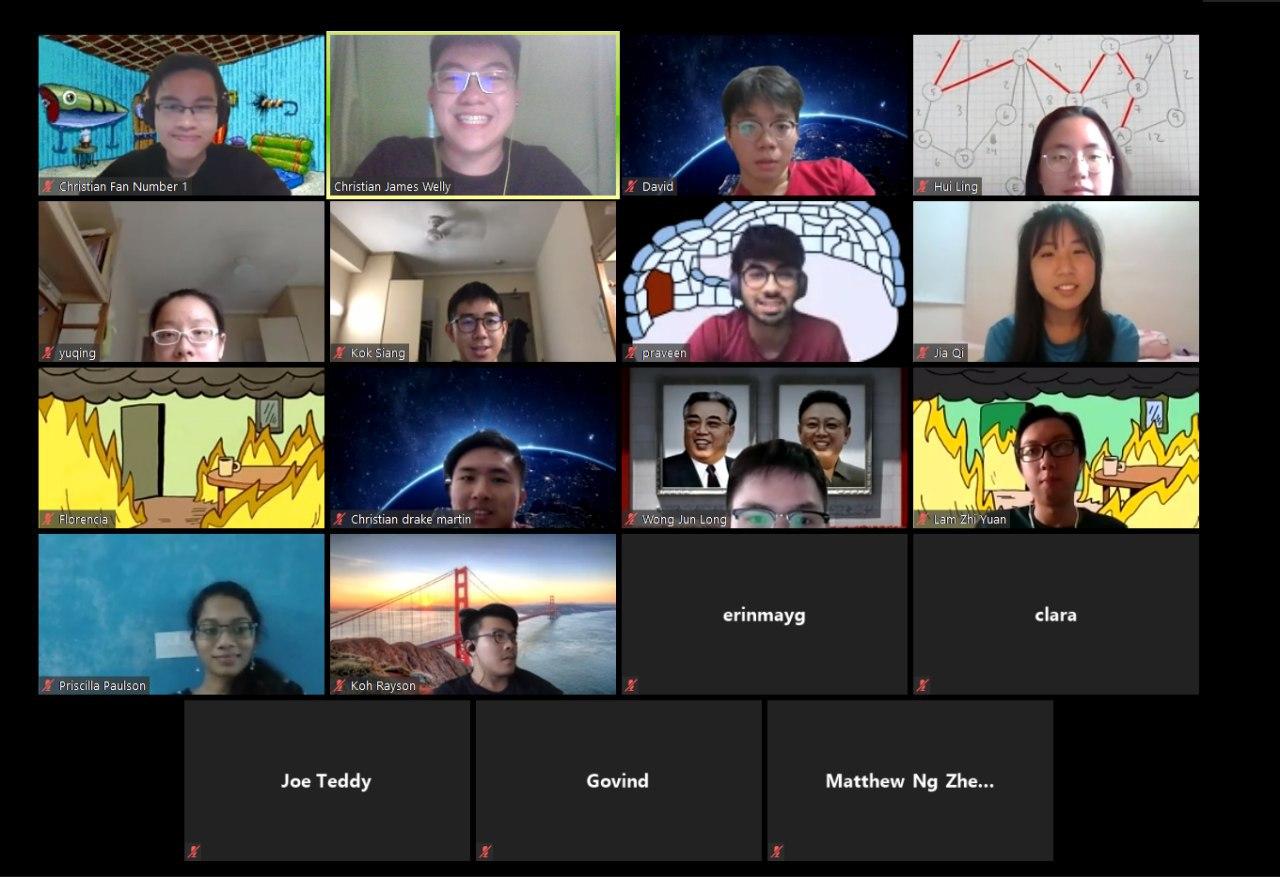 Christian Fan Number 1
Christian James Welly
David
Hui Ling
yuqing
Kok Siang
praveen
Jia Qi
Florencia
Christian drake martin
Wong Jun Long
Lam Zhi Yuan
Priscilla Paulson
Koh Rayson
erinmayg
clara
Joe Teddy
Govind
Matthew Ng Zhe...